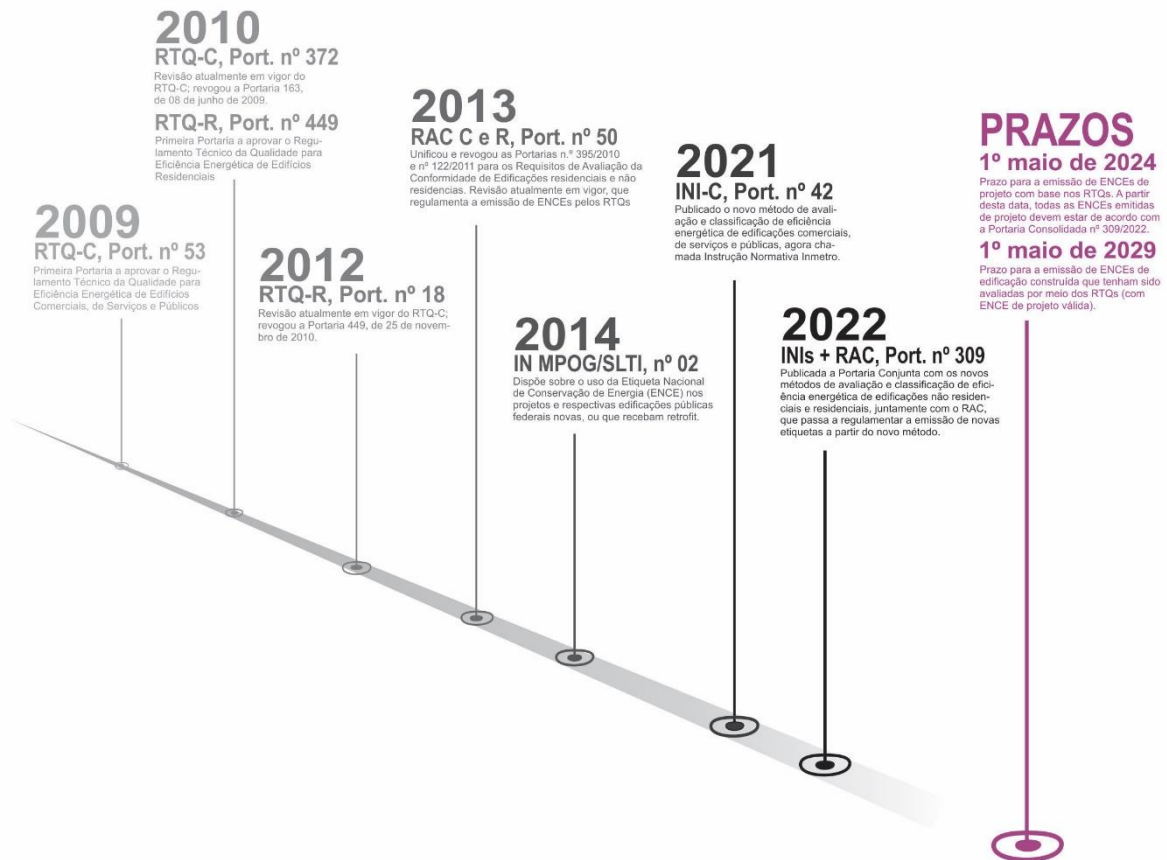 2009
RTQ-C, Port. nº 53
Primeira Portaria a aprovar o Regu-
lamento Técnico da Qualidade para
Eficiência Energética de Edifícios
Comerciais, de Serviços e Públicos
2010
RTQ-C, Port. nº 372
Revisão atualmente em vigor do
RTQ-C; revogou a Portaria 163,
de 08 de junho de 2009.
RTQ-R, Port. nº 449
Primeira Portaria a aprovar o Regu-
lamento Técnico da Qualidade para
Eficiência Energética de Edifícios
Residenciais
2012
RTQ-R, Port. nº 18
Revisão atualmente em vigor do RTQ-C;
revogou a Portaria 449, de 25 de novem-
bro de 2010.
2013
RAC C e R, Port. nº 50
Unificou e revogou as Portarias n.º 395/2010
e nº 122/2011 para os Requisitos de Avaliação da
Conformidade de Edificações residenciais e não
residencias. Revisão atualmente em vigor, que
regulamenta a emissão de ENCEs pelos RTQs
2014
IN MPOG/SLTI, nº 02
Dispõe sobre o uso da Etiqueta Nacional
de Conservação de Energia (ENCE) nos
projetos e respectivas edificações públicas
federais novas, ou que recebam retrofit.
2021
INI-C, Port. nº 42
Publicado o novo método de avali-
ação e classificação de eficiência
energética de edificações comerciais,
de serviços e públicas, agora cha-
mada Instrução Normativa Inmetro.
2022
INIs + RAC, Port. nº 309
Publicada a Portaria Conjunta com os novos
métodos de avaliação e classificação de efici-
ência energética de edificações não residen-
ciais e residenciais, juntamente com o RAC,
que passa a regulamentar a emissão de novas
etiquetas a partir do novo método.
PRAZOS
1º maio de 2024
Prazo para a emissão de ENCEs de
projeto com base nos RTQs. A partir
desta data, todas as ENCEs emitidas
de projeto devem estar de acordo com
a Portaria Consolidada nº 309/2022.
1º maio de 2029
Prazo para a emissão de ENCEs de
edificação construída que tenham sido
avaliadas por meio dos RTQs (com
ENCE de projeto válida).